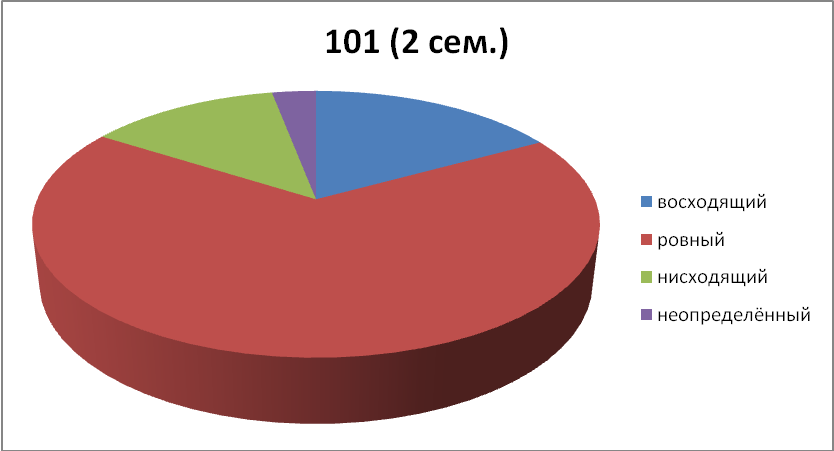 101 (2 сем.)
восходящий
ровный
нисходящий
неопределённый